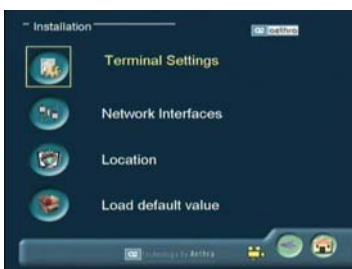 Installation
aethra
Terminal Settings
Network Interfaces
Location
Load default value
technology by Aethra